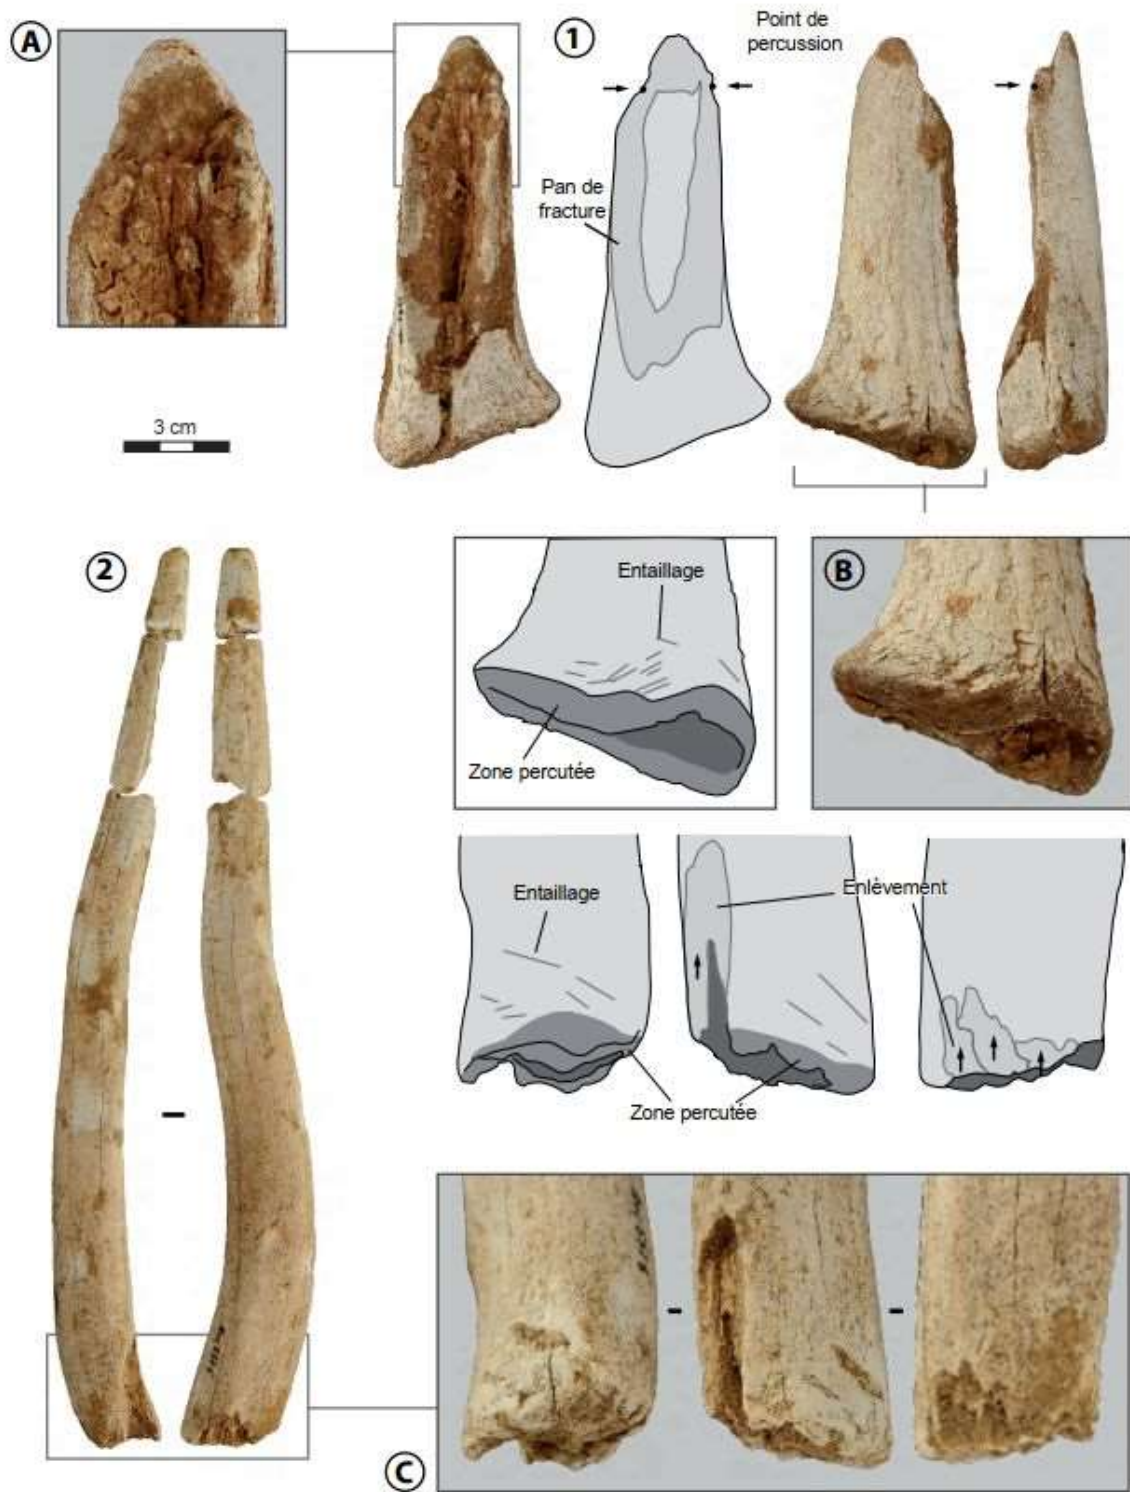 A
1
Point de
percussion
Pan de
fracture
3 cm
2
Entaillage
B
Zone percutée
Entaillage
Enlèvement
Zone percutée
C